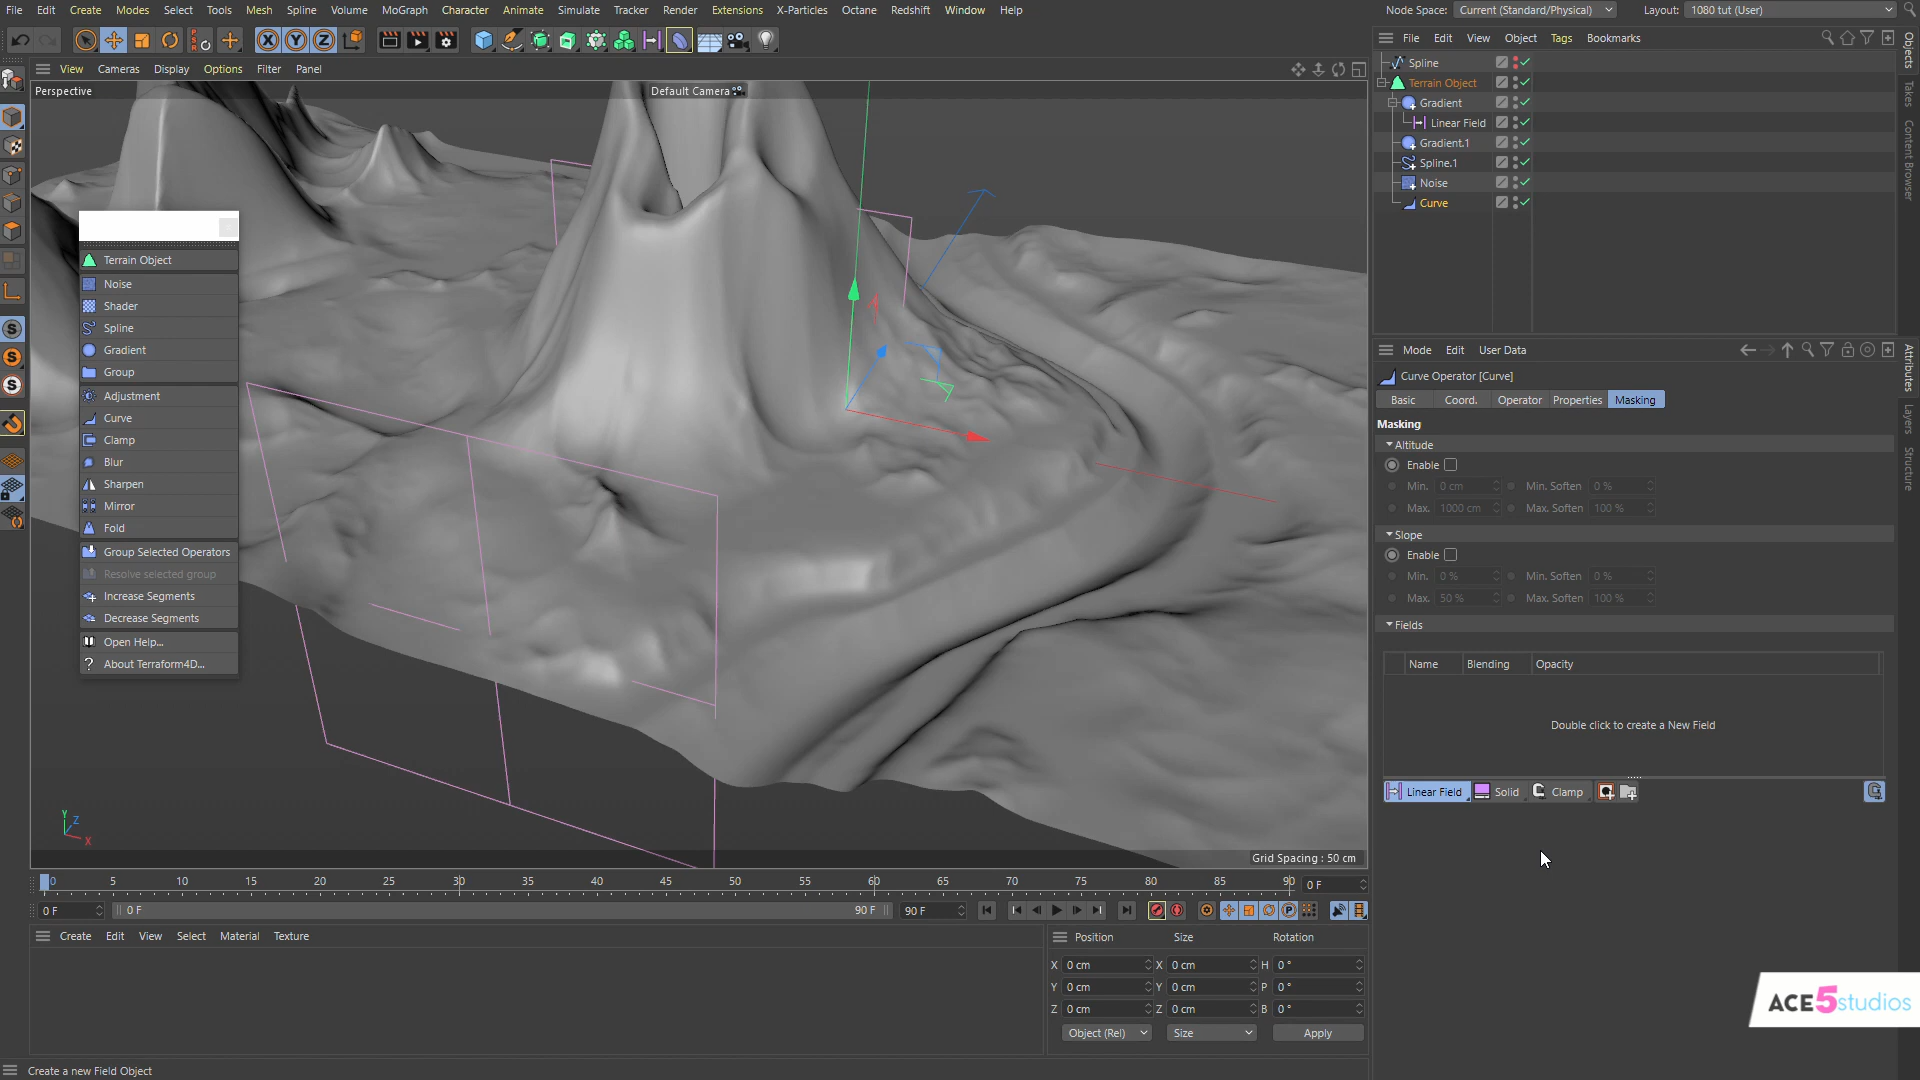 File Edit Create Modes Select Tools Mesh Spline Volume MoGraph Character Animate Simulate Tracker Render Extensions X-Particles Octane Redshift Window Help
Node Space: Current (Standard/Physical) Layout: 1080 tut (User)
File Edit View Object Tags Bookmarks
View Cameras Display Options Filter Panel
Perspective
Default Camera
Spline
Terrain Object
Gradient
Linear Field
Gradient.1
Spline.1
Noise
Curve
Objects
Takes
Content Browser
Terrain Object
Noise
Shader
Spline
Gradient
Group
Adjustment
Curve
Clamp
Blur
Sharpen
Mirror
Fold
Group Selected Operators
Resolve selected group
Increase Segments
Decrease Segments
Open Help...
About Terraform4D...
Mode Edit User Data
Curve Operator [Curve]
Basic Coord. Operator Properties Masking
Masking
Altitude
Enable
Min. 0 cm Min. Soften 0 %
Max. 1000 cm Max. Soften 100 %
Slope
Enable
Min. 0 % Min. Soften 0 %
Max. 50 % Max. Soften 100 %
Fields
Name Blending Opacity
Double click to create a New Field
Linear Field Solid Clamp
Attributes
Layers
Structure
Y
Z
X
Grid Spacing : 50 cm
0 5 10 15 20 25 30 35 40 45 50 55 60 65 70 75 80 85 90 0 F
0 F 0 F 90 F 90 F
Create Edit View Select Material Texture
Position Size Rotation
X 0 cm X 0 cm H 0 °
Y 0 cm Y 0 cm P 0 °
Z 0 cm Z 0 cm B 0 °
Object (Rel) Size Apply
ACE5studios
Create a new Field Object